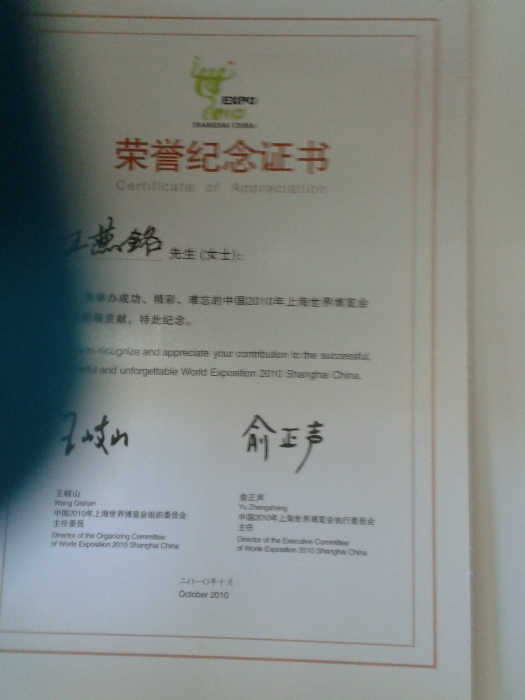 EXPO
2010
SHANGHAI CHINA
荣誉纪念证书
Certificate of Appreciation
王燕铭 先生(女士):
为举办成功、精彩、难忘的中国2010年上海世界博览会
贡献,特此纪念。
to recognize and appreciate your contribution to the successful,
and unforgettable World Exposition 2010 Shanghai China.
王岐山
俞正声
王岐山
Wang Qishan
中国2010年上海世界博览会组织委员会
主任委员
Director of the Organizing Committee
of World Exposition 2010 Shanghai China
俞正声
Yu Zhengsheng
中国2010年上海世界博览会执行委员会
主任
Director of the Executive Committee
of World Exposition 2010 Shanghai China
二○一○年十月
October 2010